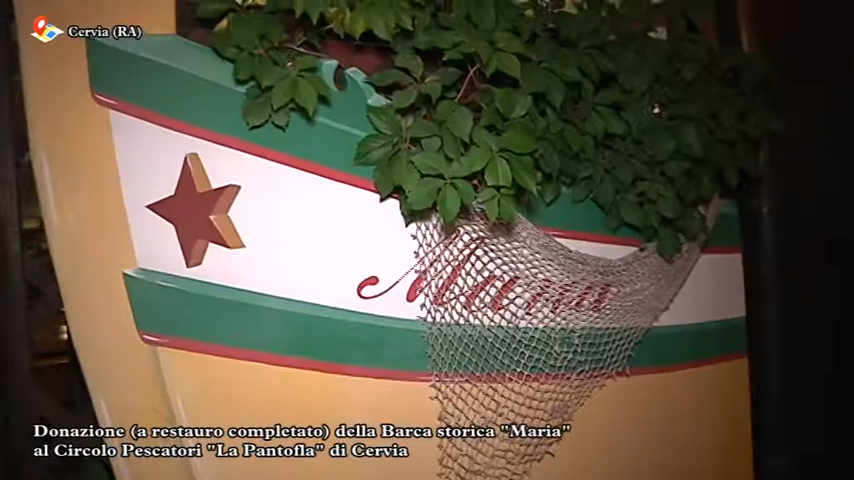 Cervia (RA)
Maria
Donazione (a restauro completato) della Barca storica "Maria"
al Circolo Pescatori "La Pantofla" di Cervia